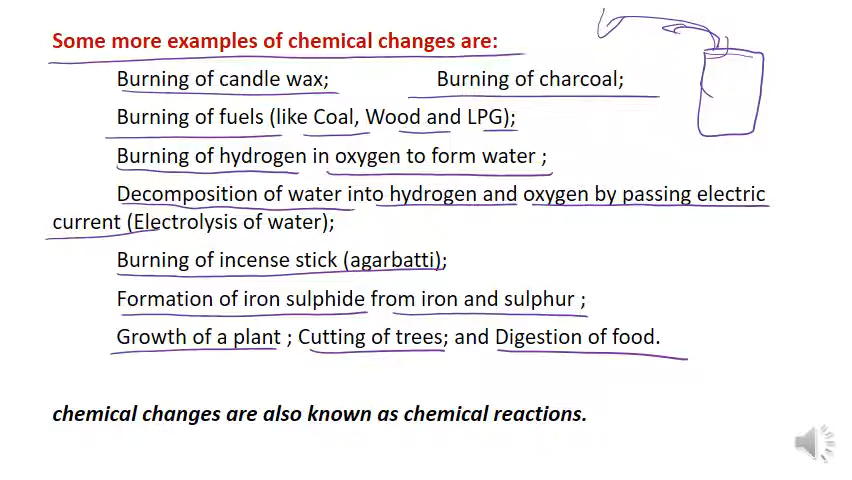 Some more examples of chemical changes are:
Burning of candle wax; Burning of charcoal;
Burning of fuels (like Coal, Wood and LPG);
Burning of hydrogen in oxygen to form water ;
Decomposition of water into hydrogen and oxygen by passing electric
current (Electrolysis of water);
Burning of incense stick (agarbatti);
Formation of iron sulphide from iron and sulphur ;
Growth of a plant ; Cutting of trees; and Digestion of food.
chemical changes are also known as chemical reactions.